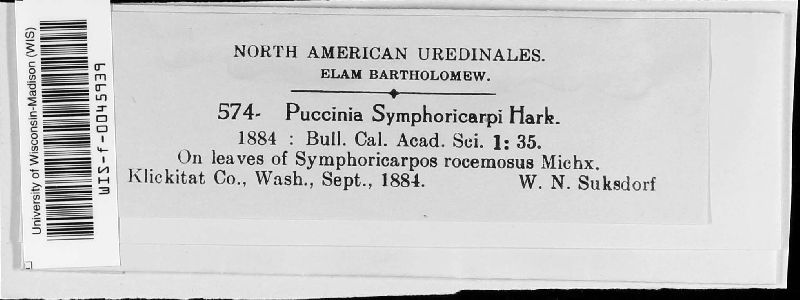 University of Wisconsin-Madison (WIS)
WIS-f-0045939
NORTH AMERICAN UREDINALES.
ELAM BARTHOLOMEW.
574- Puccinia Symphoricarpi Hark.
1884 : Bull. Cal. Acad. Sci. 1: 35.
On leaves of Symphoricarpos rocemosus Michx.
Klickitat Co., Wash., Sept., 1884. W. N. Suksdorf